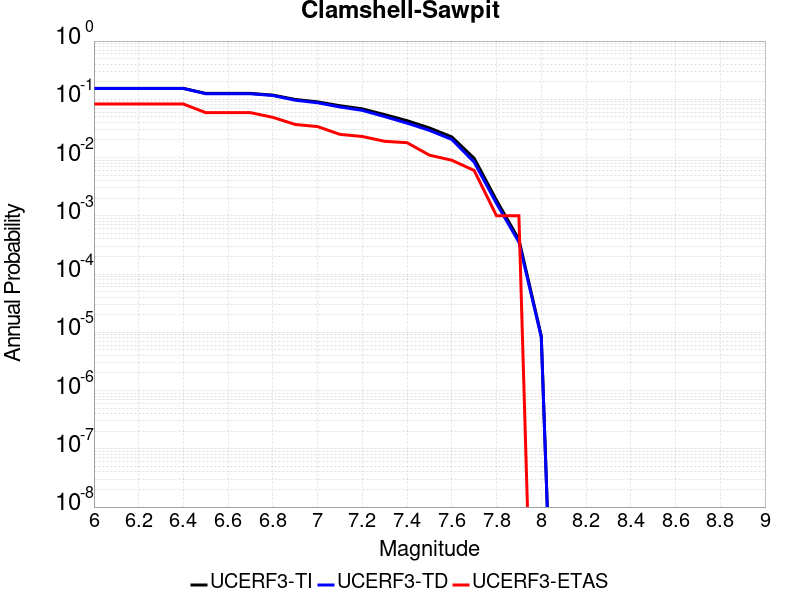 Clamshell-Sawpit
10^0
10^-1
10^-2
10^-3
10^-4
10^-5
10^-6
10^-7
10^-8
Annual Probability
6 6.2 6.4 6.6 6.8 7 7.2 7.4 7.6 7.8 8 8.2 8.4 8.6 8.8 9
Magnitude
UCERF3-TI UCERF3-TD UCERF3-ETAS